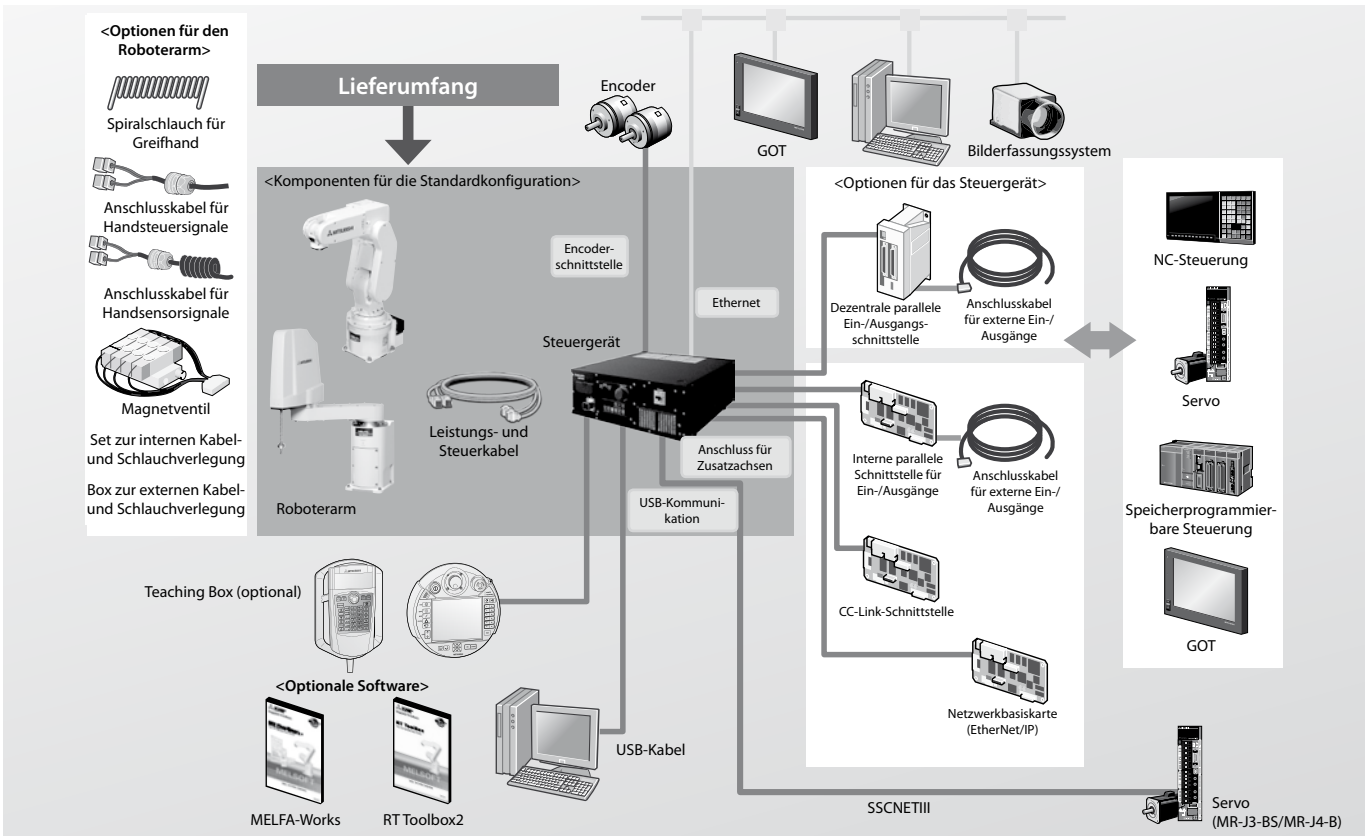 <Optionen für den
Roboterarm>
Spiralschlauch für
Greifhand
Anschlusskabel für
Handsteuersignale
Anschlusskabel für
Handsensorsignale
Magnetventil
Set zur internen Kabel-
und Schlauchverlegung
Box zur externen Kabel-
und Schlauchverlegung
Lieferumfang
<Komponenten für die Standardkonfiguration>
MITSUBISHI
Roboterarm
Leistungs- und
Steuerkabel
Steuergerät
Encoder
Encoder-
schnittstelle
Ethernet
Anschluss für
Zusatzachsen
USB-Kommuni-
kation
GOT
Bilderfassungssystem
<Optionen für das Steuergerät>
Dezentrale parallele
Ein-/Ausgangs-
schnittstelle
Anschlusskabel
für externe Ein-/
Ausgänge
Interne parallele
Schnittstelle für
Ein-/Ausgänge
Anschlusskabel
für externe Ein-/
Ausgänge
CC-Link-Schnittstelle
Netzwerkbasiskarte
(EtherNet/IP)
NC-Steuerung
Servo
Speicherprogrammier-
bare Steuerung
GOT
Teaching Box (optional)
<Optionale Software>
MELSOFT
MELFA-Works
RT Toolbox
MELSOFT
RT Toolbox2
USB-Kabel
SSCNETIII
Servo
(MR-J3-BS/MR-J4-B)